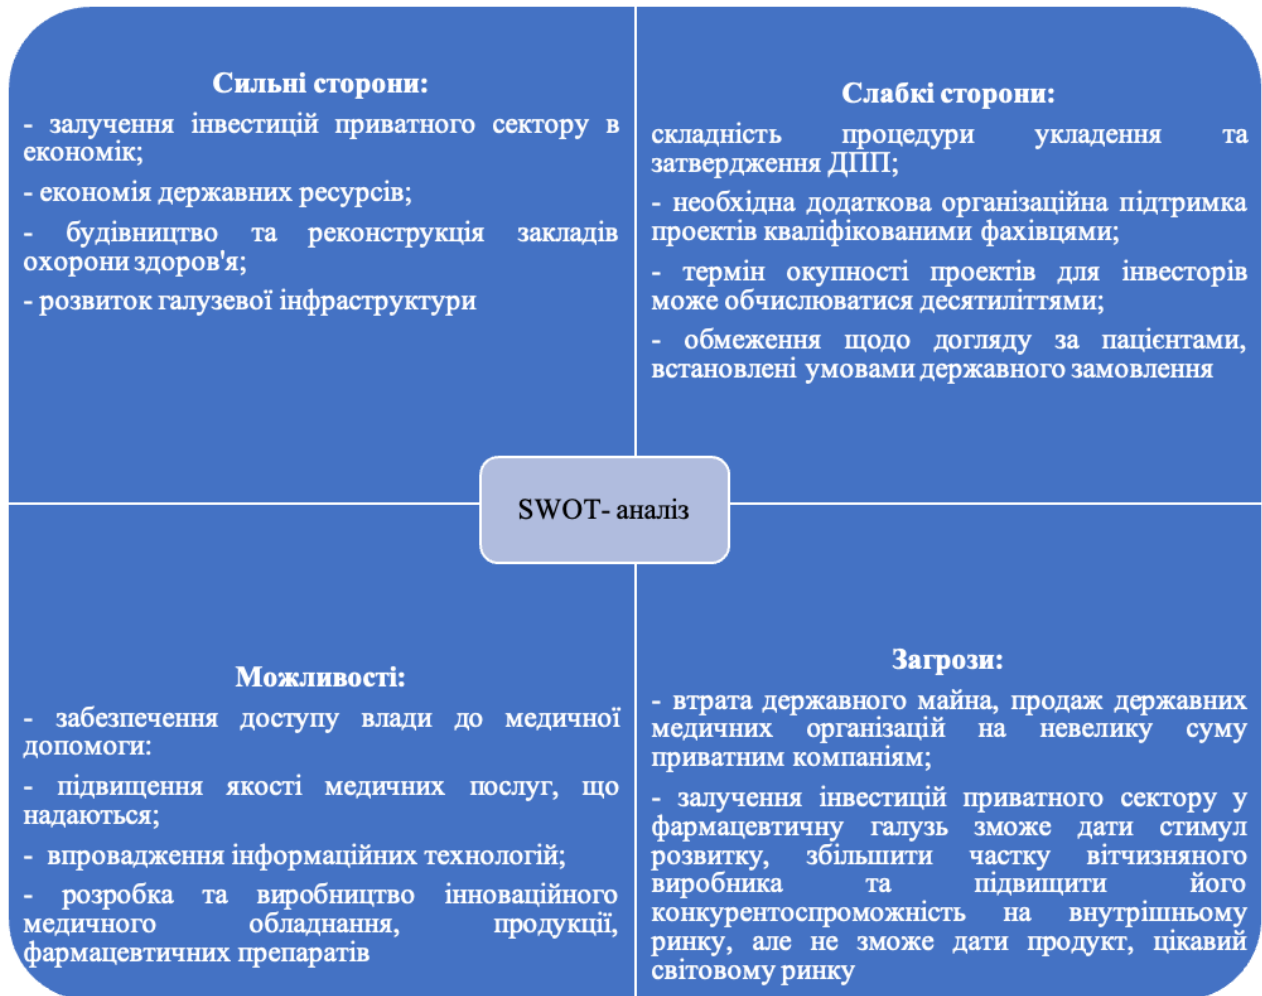 Сильні сторони:
- залучення інвестицій приватного сектору в
економік;
- економія державних ресурсів;
- будівництво та реконструкція закладів
охорони здоров'я;
- розвиток галузевої інфраструктури
Слабкі сторони:
складність процедури укладення та
затвердження ДПП;
- необхідна додаткова організаційна підтримка
проектів кваліфікованими фахівцями;
- термін окупності проектів для інвесторів
може обчислюватися десятиліттями;
- обмеження щодо догляду за пацієнтами,
встановлені умовами державного замовлення
SWOT- аналіз
Можливості:
- забезпечення доступу влади до медичної
допомоги:
- підвищення якості медичних послуг, що
надаються;
- впровадження інформаційних технологій;
- розробка та виробництво інноваційного
медичного обладнання, продукції,
фармацевтичних препаратів
Загрози:
- втрата державного майна, продаж державних
медичних організацій на невелику суму
приватним компаніям;
- залучення інвестицій приватного сектору у
фармацевтичну галузь зможе дати стимул
розвитку, збільшити частку вітчизняного
виробника та підвищити його
конкурентоспроможність на внутрішньому
ринку, але не зможе дати продукт, цікавий
світовому ринку